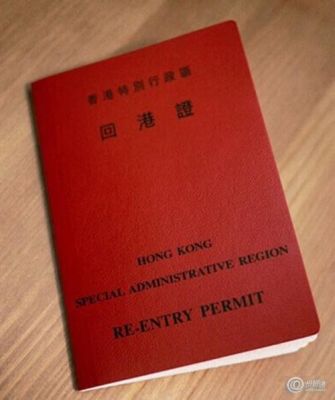 香港特別行政區
回港證
HONG KONG
SPECIAL ADMINISTRATIVE REGION
RE-ENTRY PERMIT